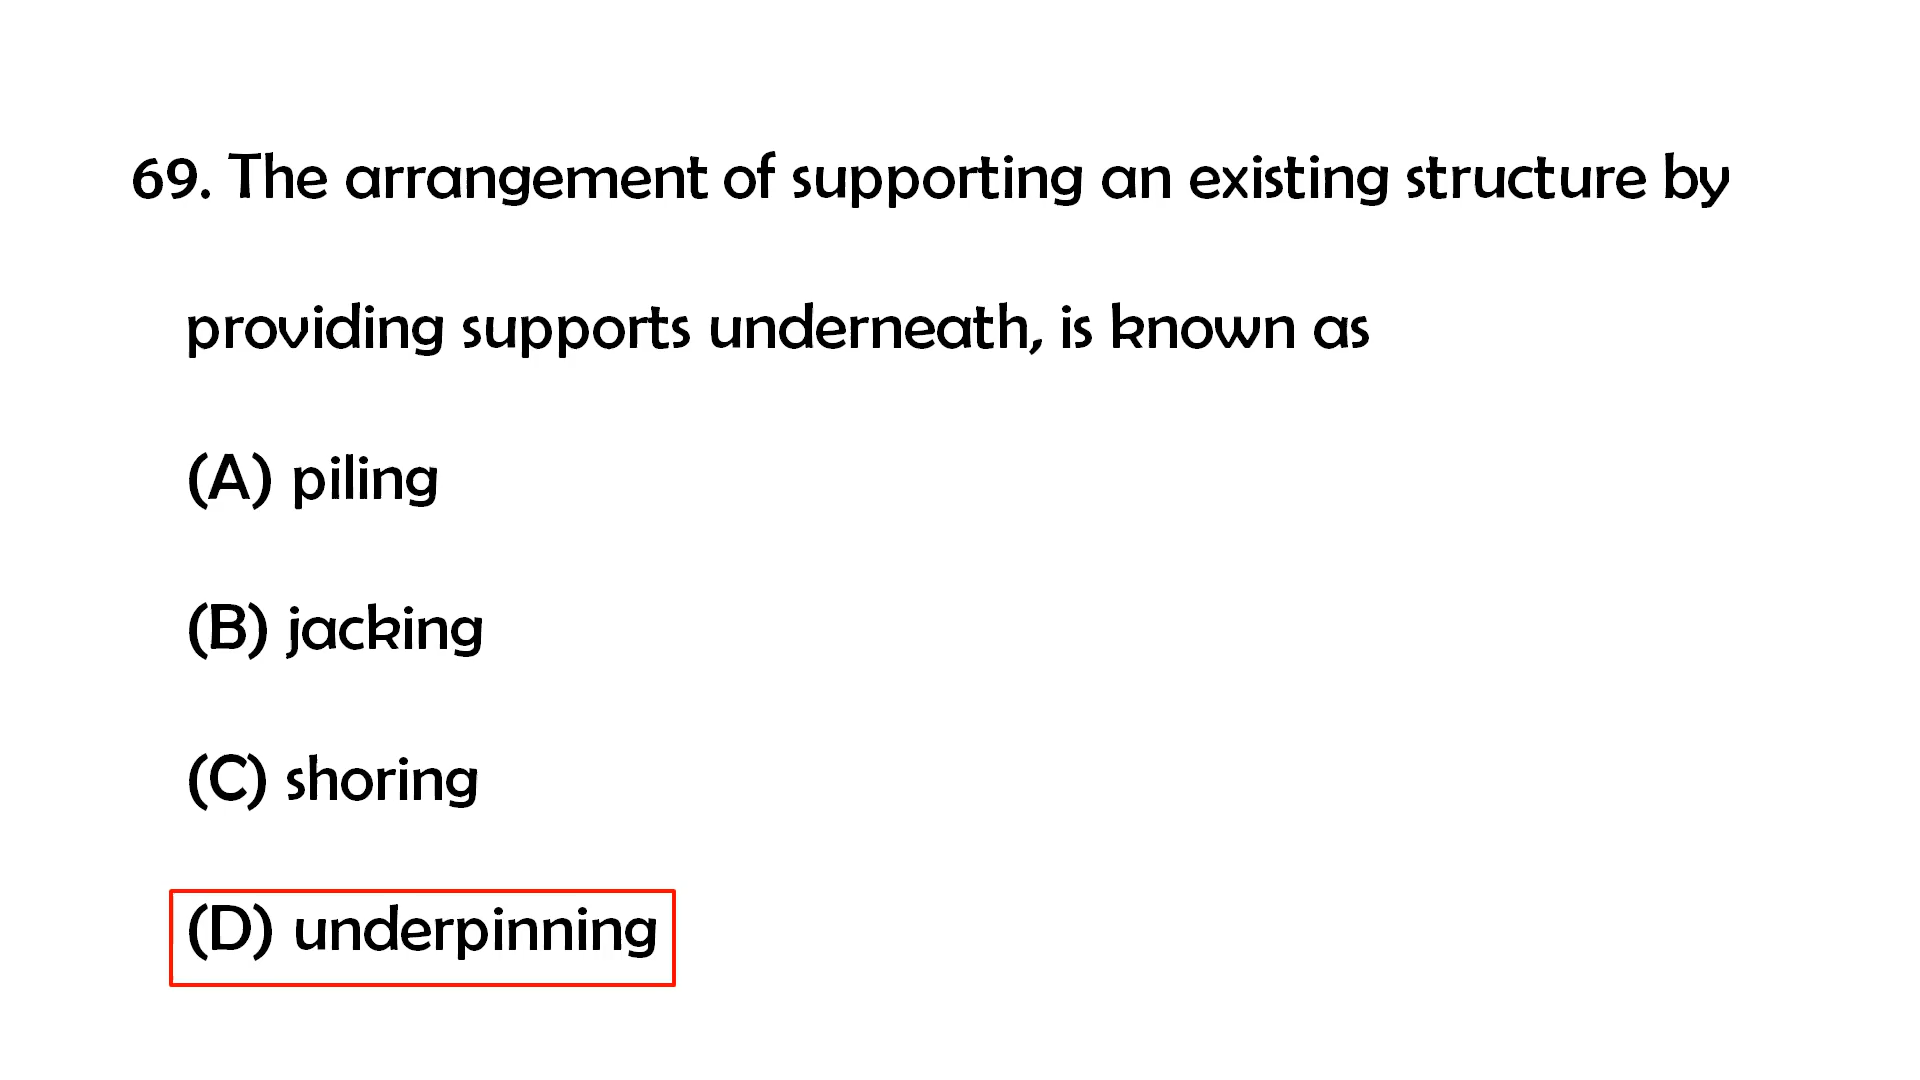 69. The arrangement of supporting an existing structure by
providing supports underneath, is known as
(A) piling
(B) jacking
(C) shoring
(D) underpinning